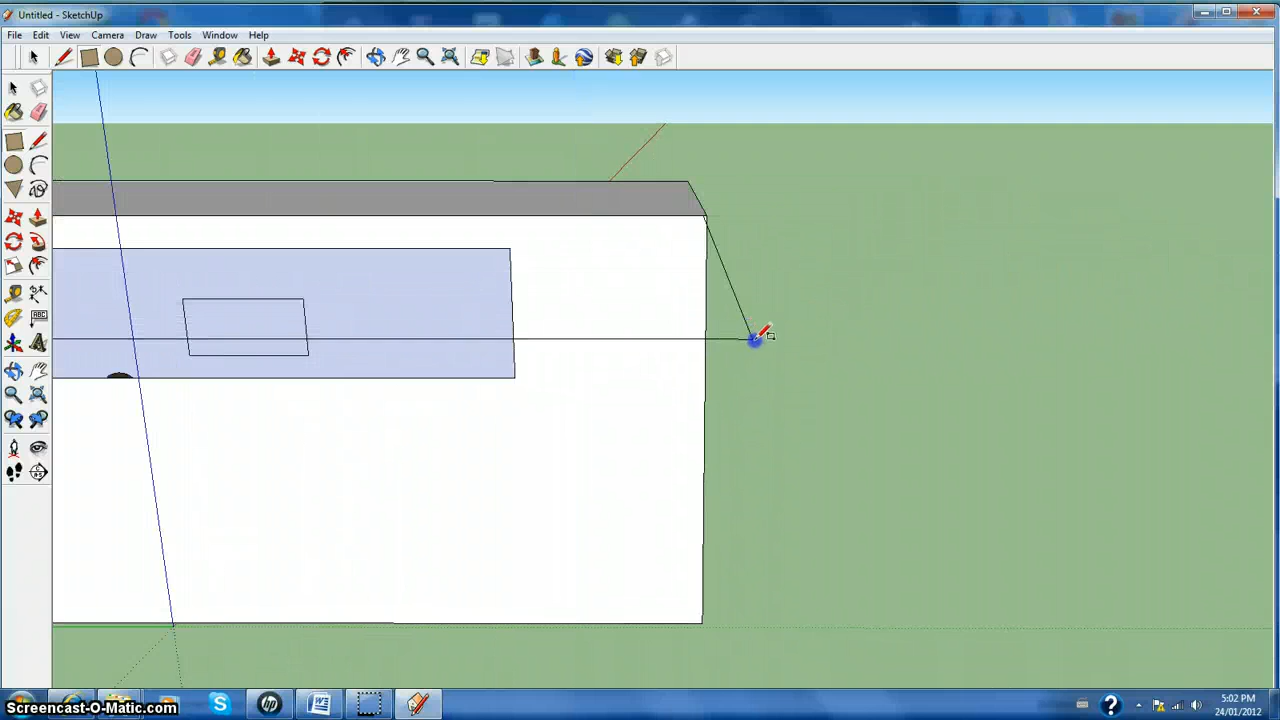 Untitled - SketchUp
File Edit View Camera Draw Tools Window Help
ABC
5:02 PM
24/01/2012
Screencast-O-Matic.com